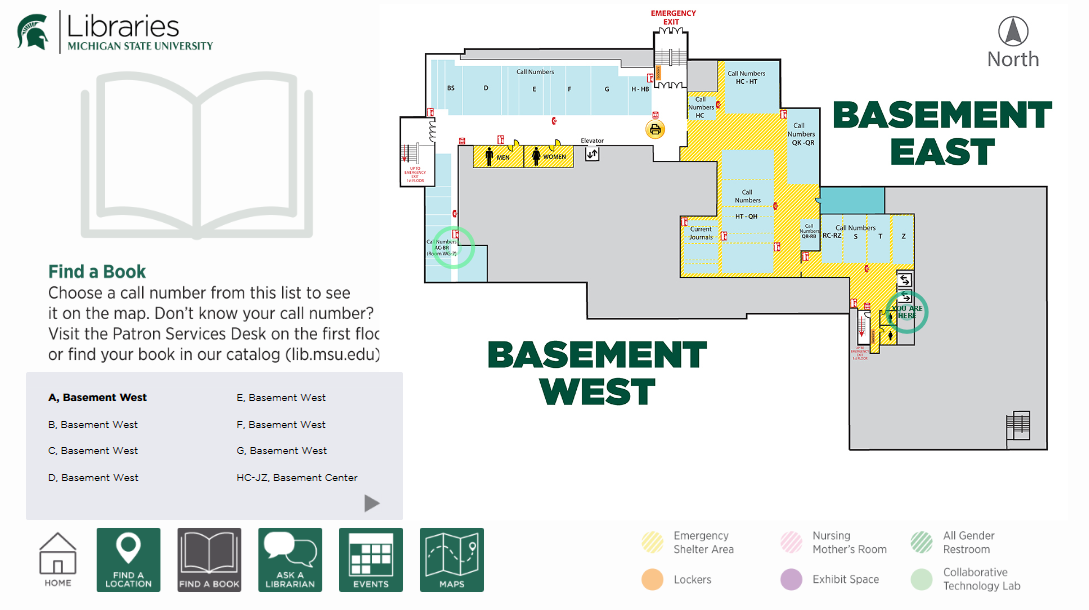 Libraries
MICHIGAN STATE UNIVERSITY
EMERGENCY
EXIT
North
BASEMENT
EAST
Call Numbers
BS
D
E
F
G
H - HB
Call Numbers
HC - HT
Call
Numbers
HC
Call
Numbers
QK -QR
Elevator
MEN
WOMEN
UP TO
EMERGENCY
EXIT
1st FLOOR
Call
Numbers
HT - QH
Current
Journals
Call
Numbers
QR-RB
Call Numbers
RC-RZ
S
T
Z
Call Numbers
YOU ARE
HERE
BASEMENT
WEST
Find a Book
Choose a call number from this list to see
it on the map. Don't know your call number?
Visit the Patron Services Desk on the first floo
or find your book in our catalog (lib.msu.edu)
A, Basement West
B, Basement West
C, Basement West
D, Basement West
E, Basement West
F, Basement West
G, Basement West
HC-JZ, Basement Center
HOME
FIND A
LOCATION
FIND A BOOK
ASK A
LIBRARIAN
EVENTS
MAPS
Emergency
Shelter Area
Nursing
Mother's Room
All Gender
Restroom
Lockers
Exhibit Space
Collaborative
Technology Lab